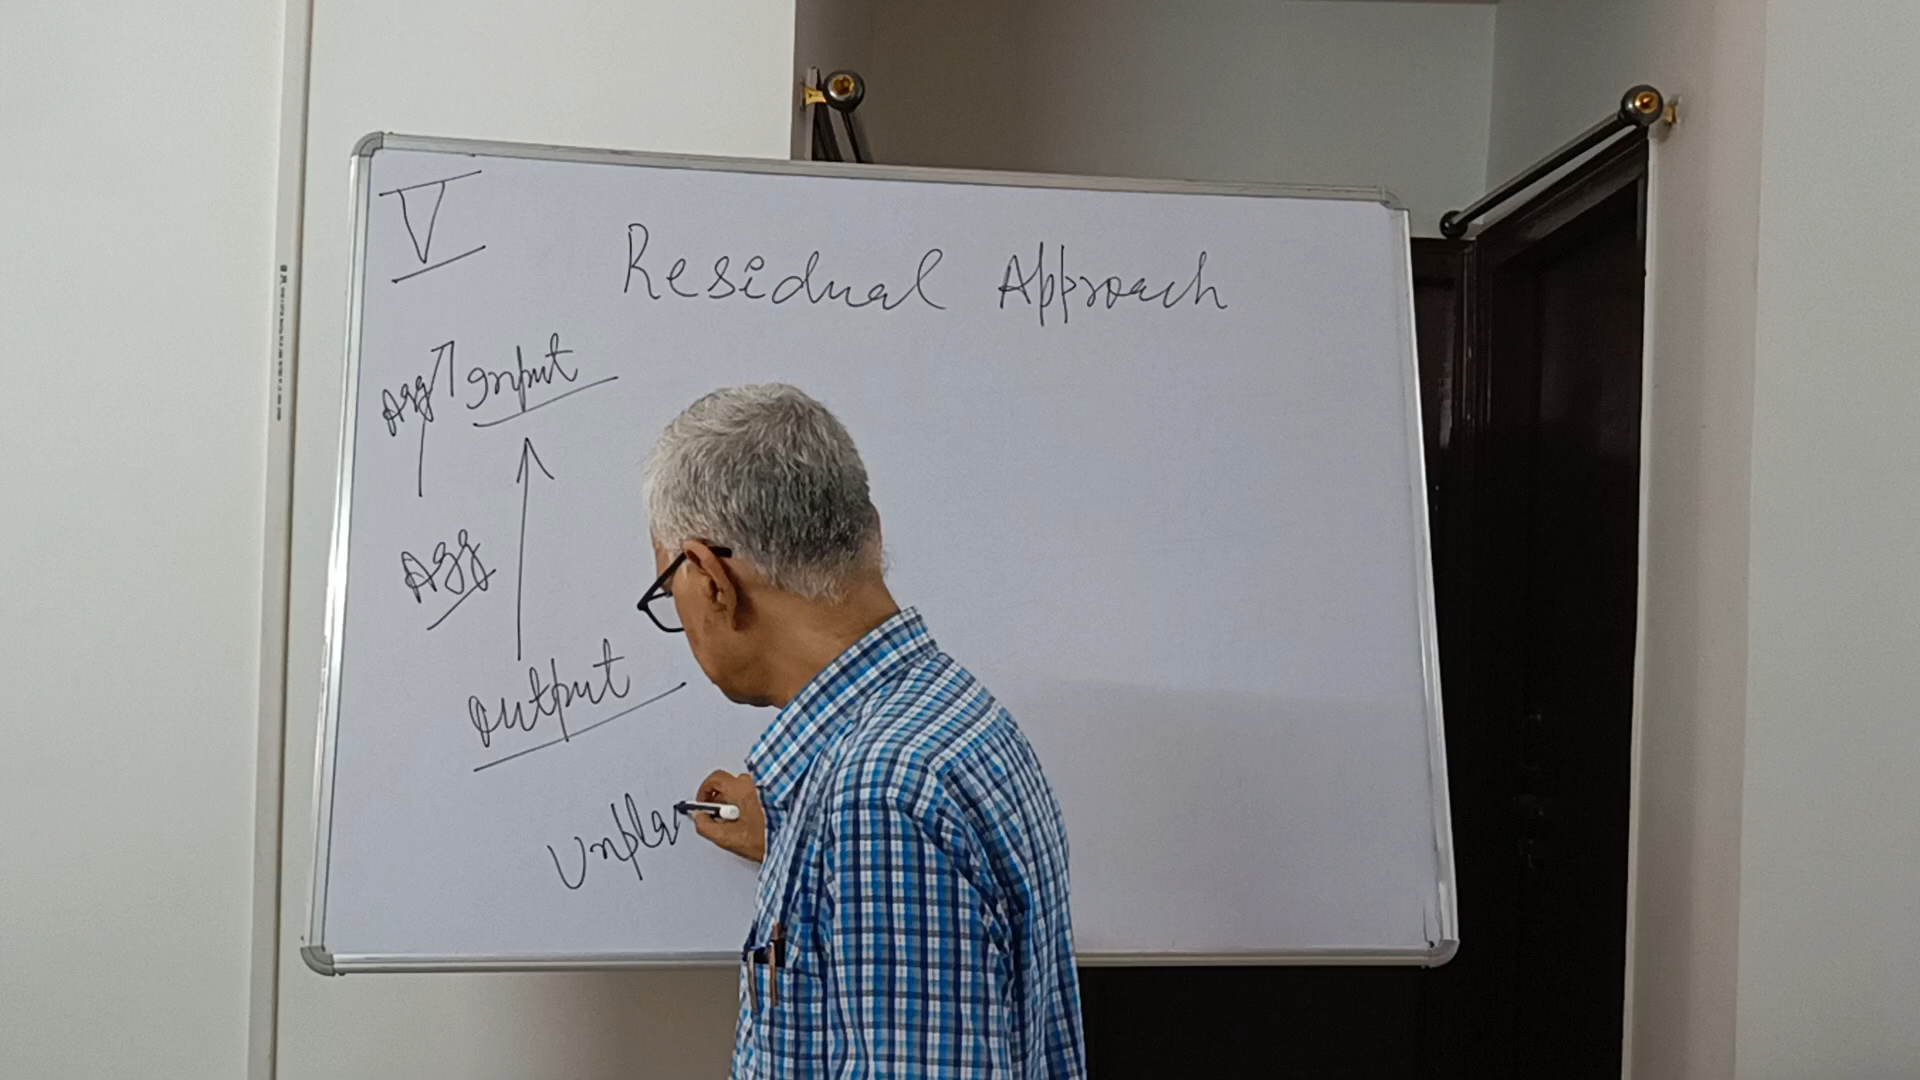 V
Residual Approach
Agg Input
Agg
Output
Unpla